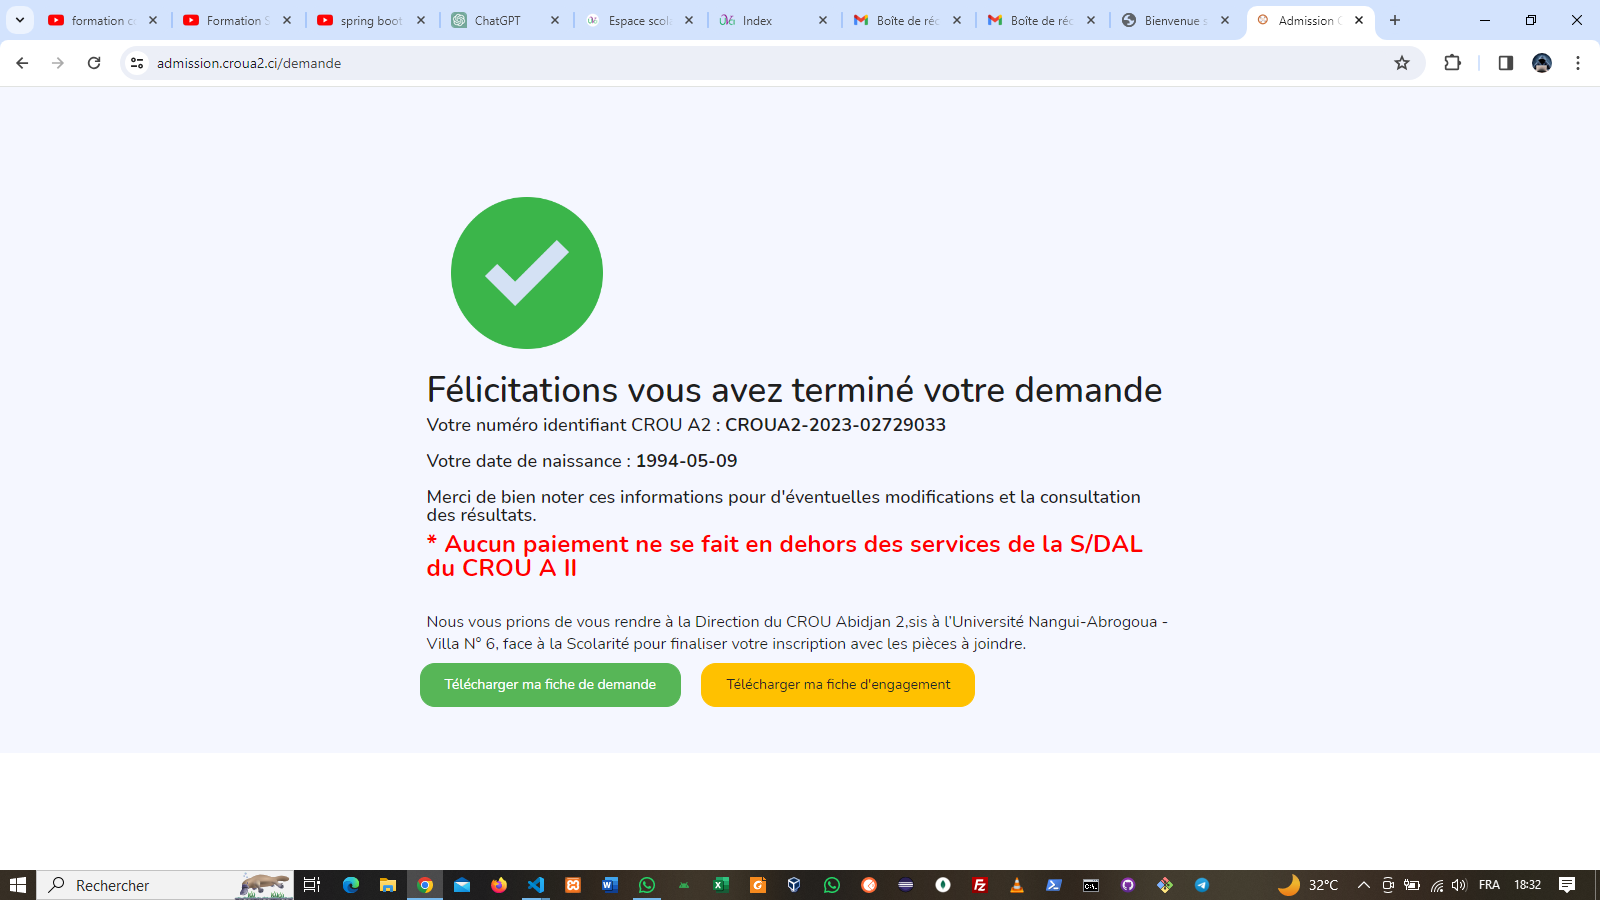 formation c
Formation S
spring boot
ChatGPT
Espace scol
Index
Boîte de réc
Boîte de réc
Bienvenue s
Admission C
admission.croua2.ci/demande
Félicitations vous avez terminé votre demande
Votre numéro identifiant CROU A2 : CROUA2-2023-02729033
Votre date de naissance : 1994-05-09
Merci de bien noter ces informations pour d'éventuelles modifications et la consultation
des résultats.
* Aucun paiement ne se fait en dehors des services de la S/DAL
du CROU A II
Nous vous prions de vous rendre à la Direction du CROU Abidjan 2,sis à l’Université Nangui-Abrogoua -
Villa N° 6, face à la Scolarité pour finaliser votre inscription avec les pièces à joindre.
Télécharger ma fiche de demande
Télécharger ma fiche d'engagement
Rechercher
32°C
FRA
18:32